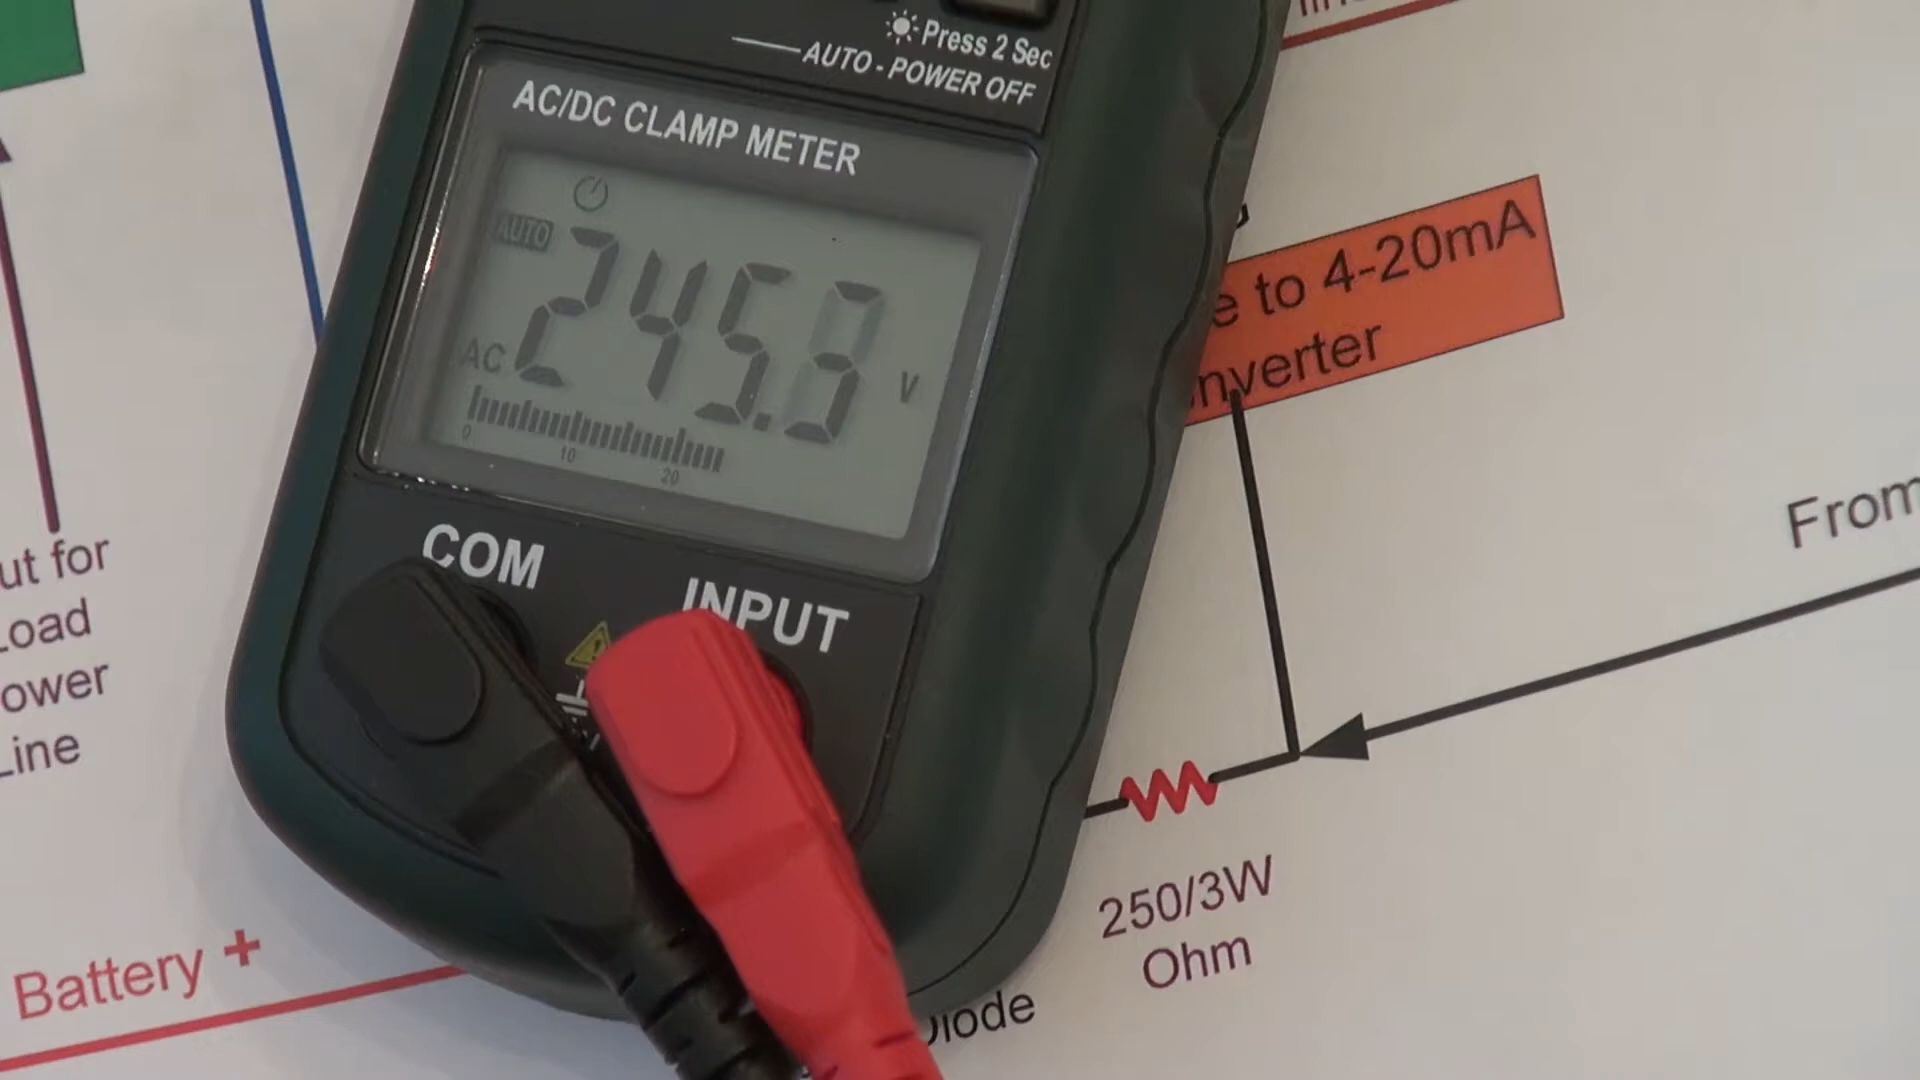 Press 2 Sec
AUTO - POWER OFF
AC/DC CLAMP METER
AUTO
AC 245.3 V
0 10 20
COM
INPUT
e to 4-20mA
nverter
From
250/3W
Ohm
ut for
Load
ower
Line
Battery +
Diode